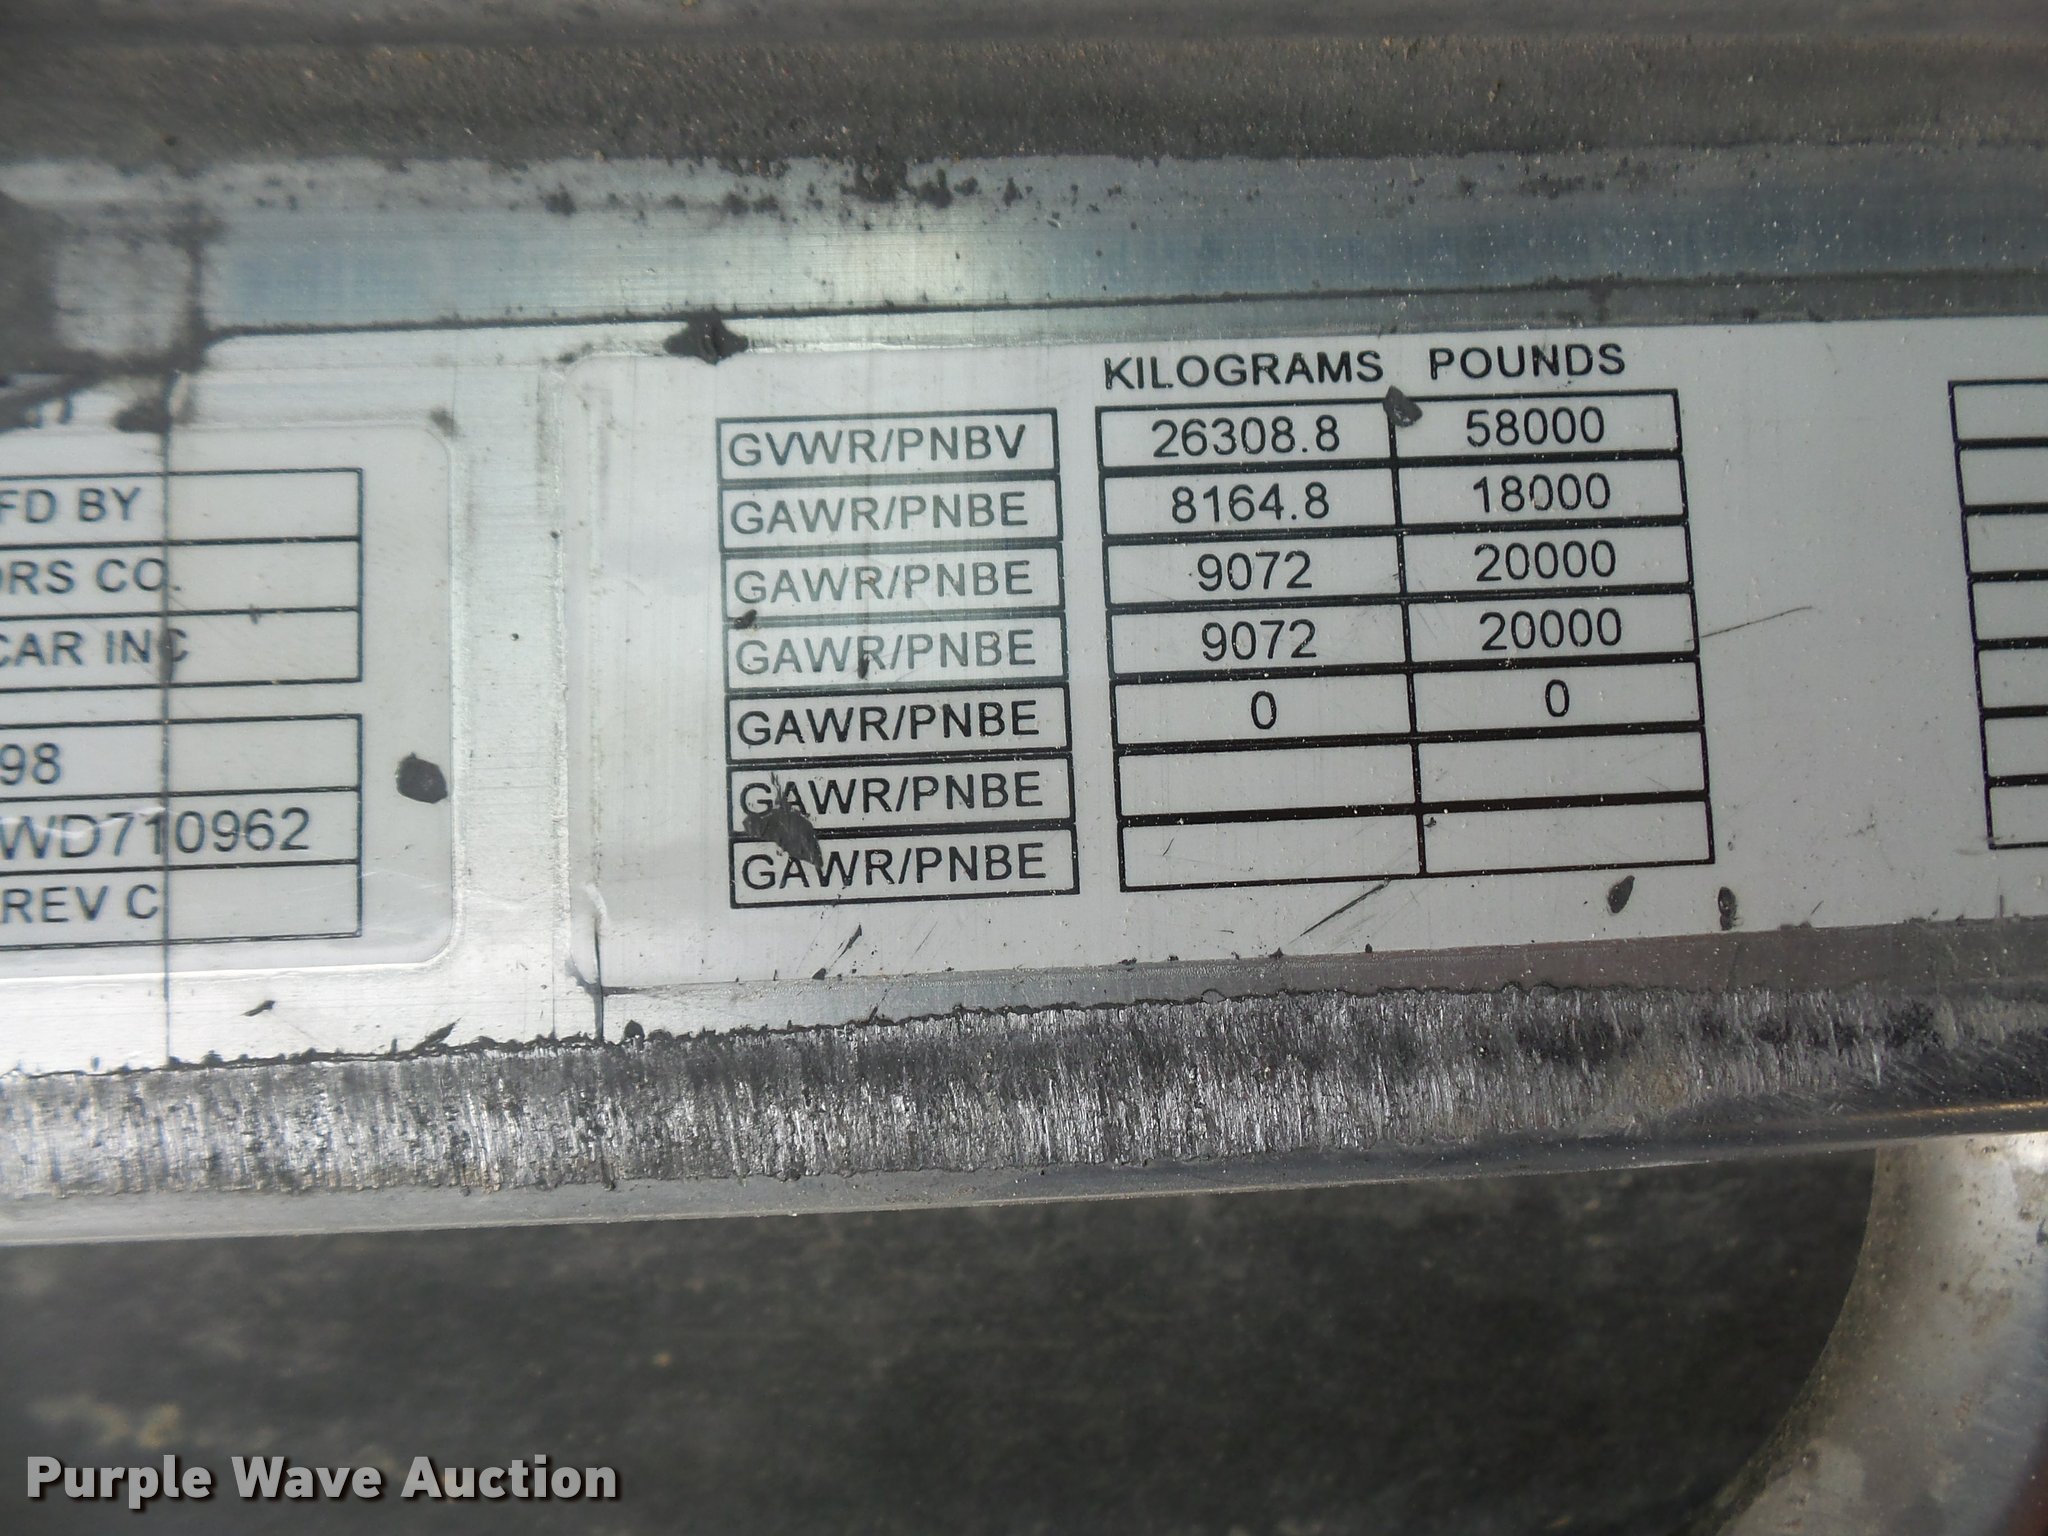 FD BY
ORS CO.
CAR INC
98
WD710962
REV C
KILOGRAMS POUNDS
GVWR/PNBV 26308.8 58000
GAWR/PNBE 8164.8 18000
GAWR/PNBE 9072 20000
GAWR/PNBE 9072 20000
GAWR/PNBE 0 0
GAWR/PNBE
GAWR/PNBE
Purple Wave Auction